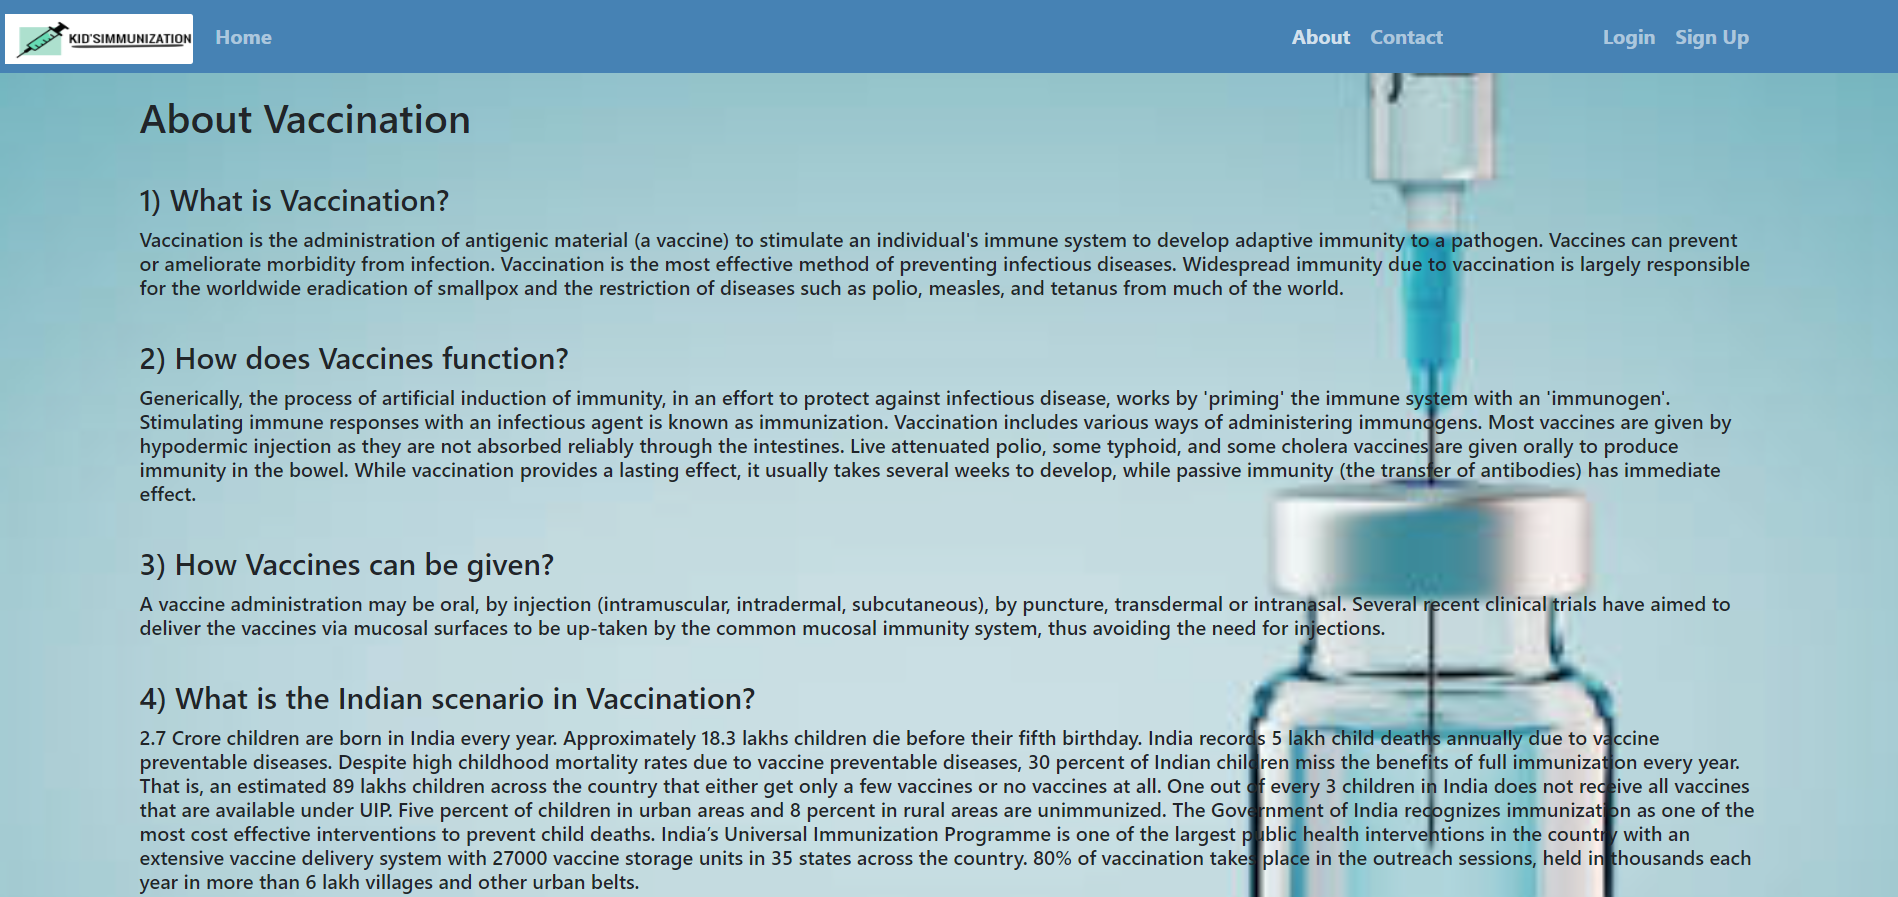 KID'SIMMUNIZATION
Home
About
Contact
Login
Sign Up
About Vaccination
1) What is Vaccination?
Vaccination is the administration of antigenic material (a vaccine) to stimulate an individual's immune system to develop adaptive immunity to a pathogen. Vaccines can prevent
or ameliorate morbidity from infection. Vaccination is the most effective method of preventing infectious diseases. Widespread immunity due to vaccination is largely responsible
for the worldwide eradication of smallpox and the restriction of diseases such as polio, measles, and tetanus from much of the world.
2) How does Vaccines function?
Generically, the process of artificial induction of immunity, in an effort to protect against infectious disease, works by 'priming' the immune system with an 'immunogen'.
Stimulating immune responses with an infectious agent is known as immunization. Vaccination includes various ways of administering immunogens. Most vaccines are given by
hypodermic injection as they are not absorbed reliably through the intestines. Live attenuated polio, some typhoid, and some cholera vaccines are given orally to produce
immunity in the bowel. While vaccination provides a lasting effect, it usually takes several weeks to develop, while passive immunity (the transfer of antibodies) has immediate
effect.
3) How Vaccines can be given?
A vaccine administration may be oral, by injection (intramuscular, intradermal, subcutaneous), by puncture, transdermal or intranasal. Several recent clinical trials have aimed to
deliver the vaccines via mucosal surfaces to be up-taken by the common mucosal immunity system, thus avoiding the need for injections.
4) What is the Indian scenario in Vaccination?
2.7 Crore children are born in India every year. Approximately 18.3 lakhs children die before their fifth birthday. India records 5 lakh child deaths annually due to vaccine
preventable diseases. Despite high childhood mortality rates due to vaccine preventable diseases, 30 percent of Indian children miss the benefits of full immunization every year.
That is, an estimated 89 lakhs children across the country that either get only a few vaccines or no vaccines at all. One out of every 3 children in India does not receive all vaccines
that are available under UIP. Five percent of children in urban areas and 8 percent in rural areas are unimmunized. The Government of India recognizes immunization as one of the
most cost effective interventions to prevent child deaths. India’s Universal Immunization Programme is one of the largest public health interventions in the country with an
extensive vaccine delivery system with 27000 vaccine storage units in 35 states across the country. 80% of vaccination takes place in the outreach sessions, held in thousands each
year in more than 6 lakh villages and other urban belts.